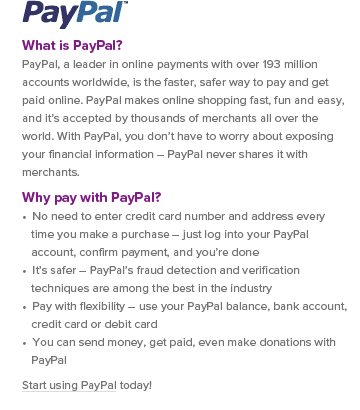 PayPal™
What is PayPal?
PayPal, a leader in online payments with over 193 million
accounts worldwide, is the faster, safer way to pay and get
paid online. PayPal makes online shopping fast, fun and easy,
and it's accepted by thousands of merchants all over the
world. With PayPal, you don't have to worry about exposing
your financial information – PayPal never shares it with
merchants.
Why pay with PayPal?
• No need to enter credit card number and address every
time you make a purchase – just log into your PayPal
account, confirm payment, and you're done
• It's safer – PayPal's fraud detection and verification
techniques are among the best in the industry
• Pay with flexibility – use your PayPal balance, bank account,
credit card or debit card
• You can send money, get paid, even make donations with
PayPal
Start using PayPal today!